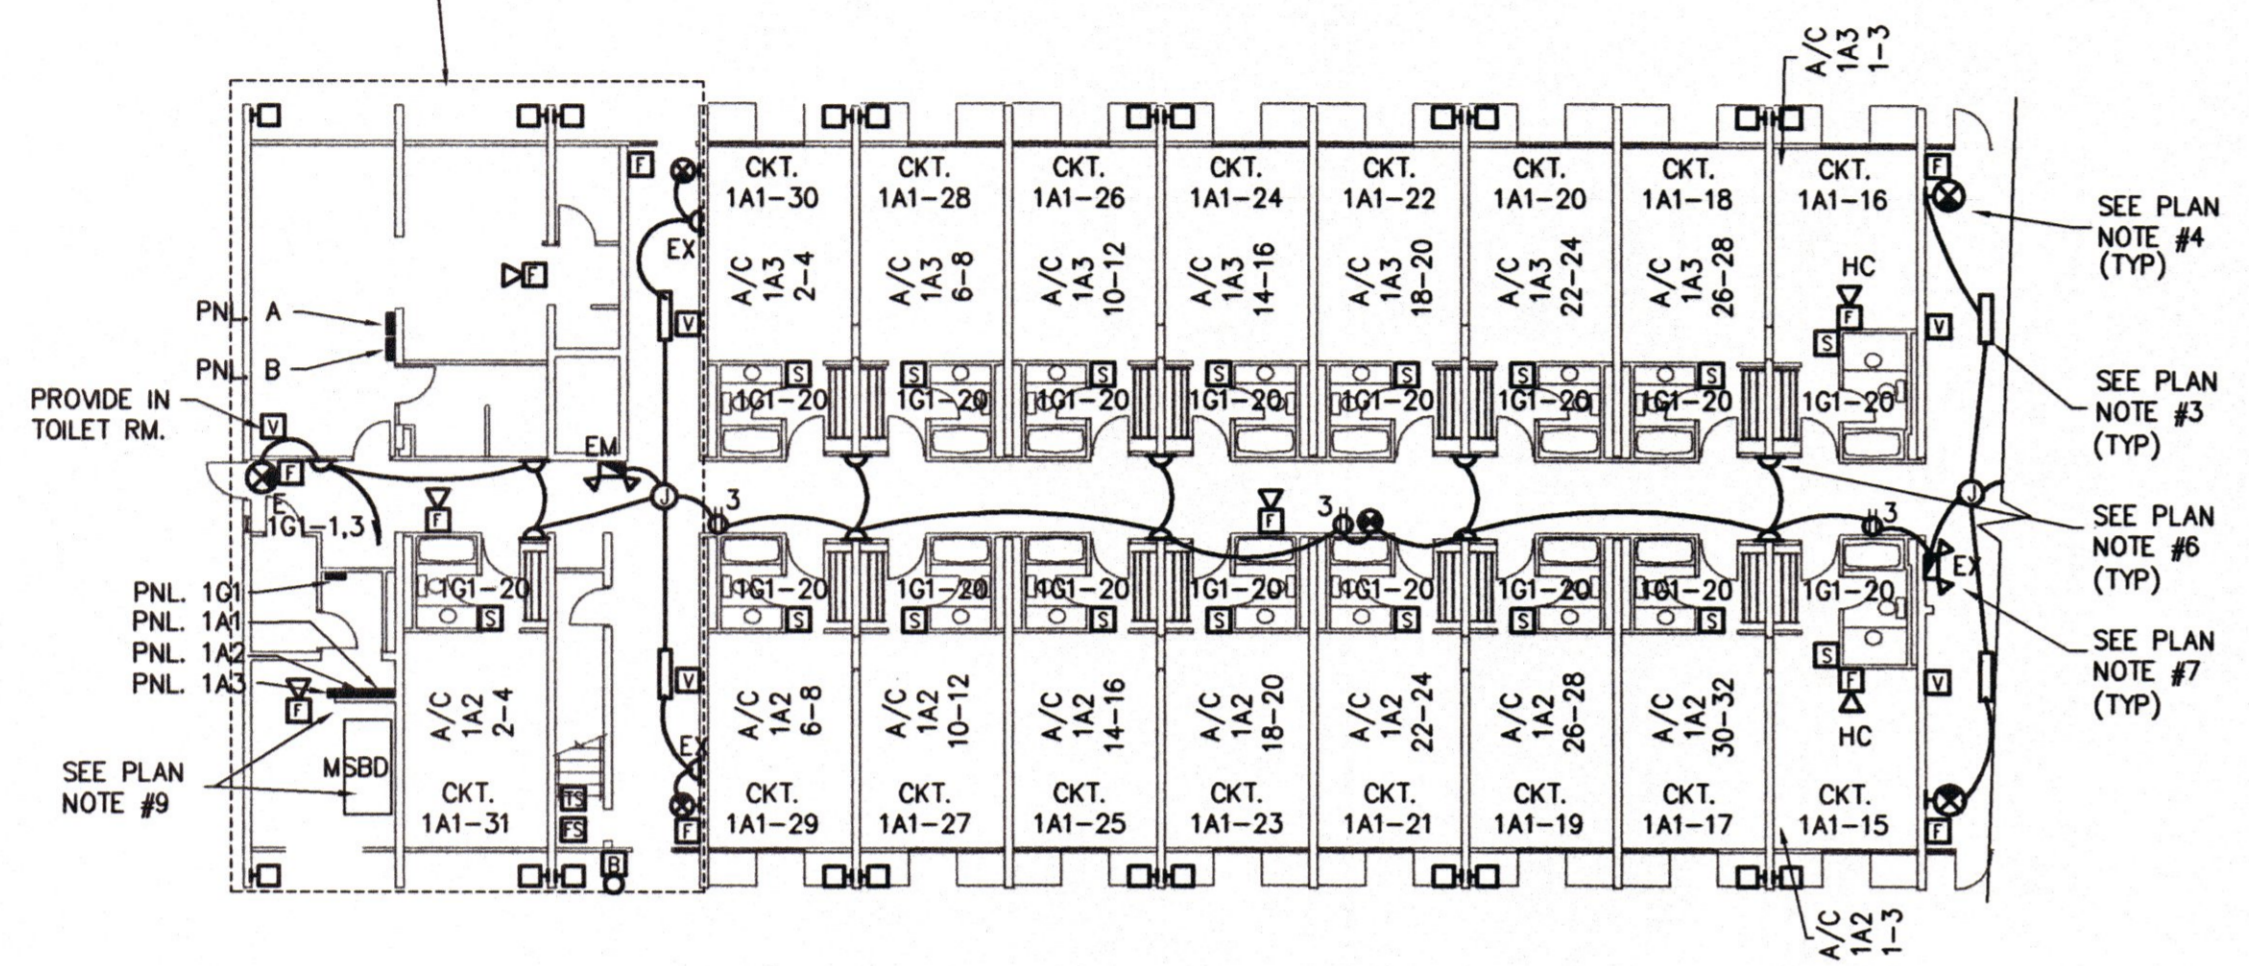 A/C
1A3
1-3
F
CKT.
1A1-30
CKT.
1A1-28
CKT.
1A1-26
CKT.
1A1-24
CKT.
1A1-22
CKT.
1A1-20
CKT.
1A1-18
CKT.
1A1-16
F
SEE PLAN
NOTE #4
(TYP)
EX
A/C
1A3
2-4
A/C
1A3
6-8
A/C
1A3
10-12
A/C
1A3
14-16
A/C
1A3
18-20
A/C
1A3
22-24
A/C
1A3
26-28
HC
F
F
PNL. A
PNL. B
V
S
V
SEE PLAN
NOTE #3
(TYP)
PROVIDE IN
TOILET RM.
V
S
S
S
S
S
S
S
1G1-20
1G1-20
1G1-20
1G1-20
1G1-20
1G1-20
1G1-20
1G1-20
EM
F
E
1G1-1,3
F
J
3
F
3
3
J
SEE PLAN
NOTE #6
(TYP)
EX
PNL. 1G1
PNL. 1A1
PNL. 1A2
PNL. 1A3
1G1-20
1G1-20
1G1-20
1G1-20
1G1-20
1G1-20
1G1-20
1G1-20
1G1-20
S
S
S
S
S
S
S
S
S
F
V
F
V
SEE PLAN
NOTE #7
(TYP)
A/C
1A2
2-4
A/C
1A2
6-8
A/C
1A2
10-12
A/C
1A2
14-16
A/C
1A2
18-20
A/C
1A2
22-24
A/C
1A2
26-28
A/C
1A2
30-32
HC
EX
SEE PLAN
NOTE #9
MSBD
TS
FS
F
B
CKT.
1A1-31
CKT.
1A1-29
CKT.
1A1-27
CKT.
1A1-25
CKT.
1A1-23
CKT.
1A1-21
CKT.
1A1-19
CKT.
1A1-17
CKT.
1A1-15
F
A/C
1A2
1-3